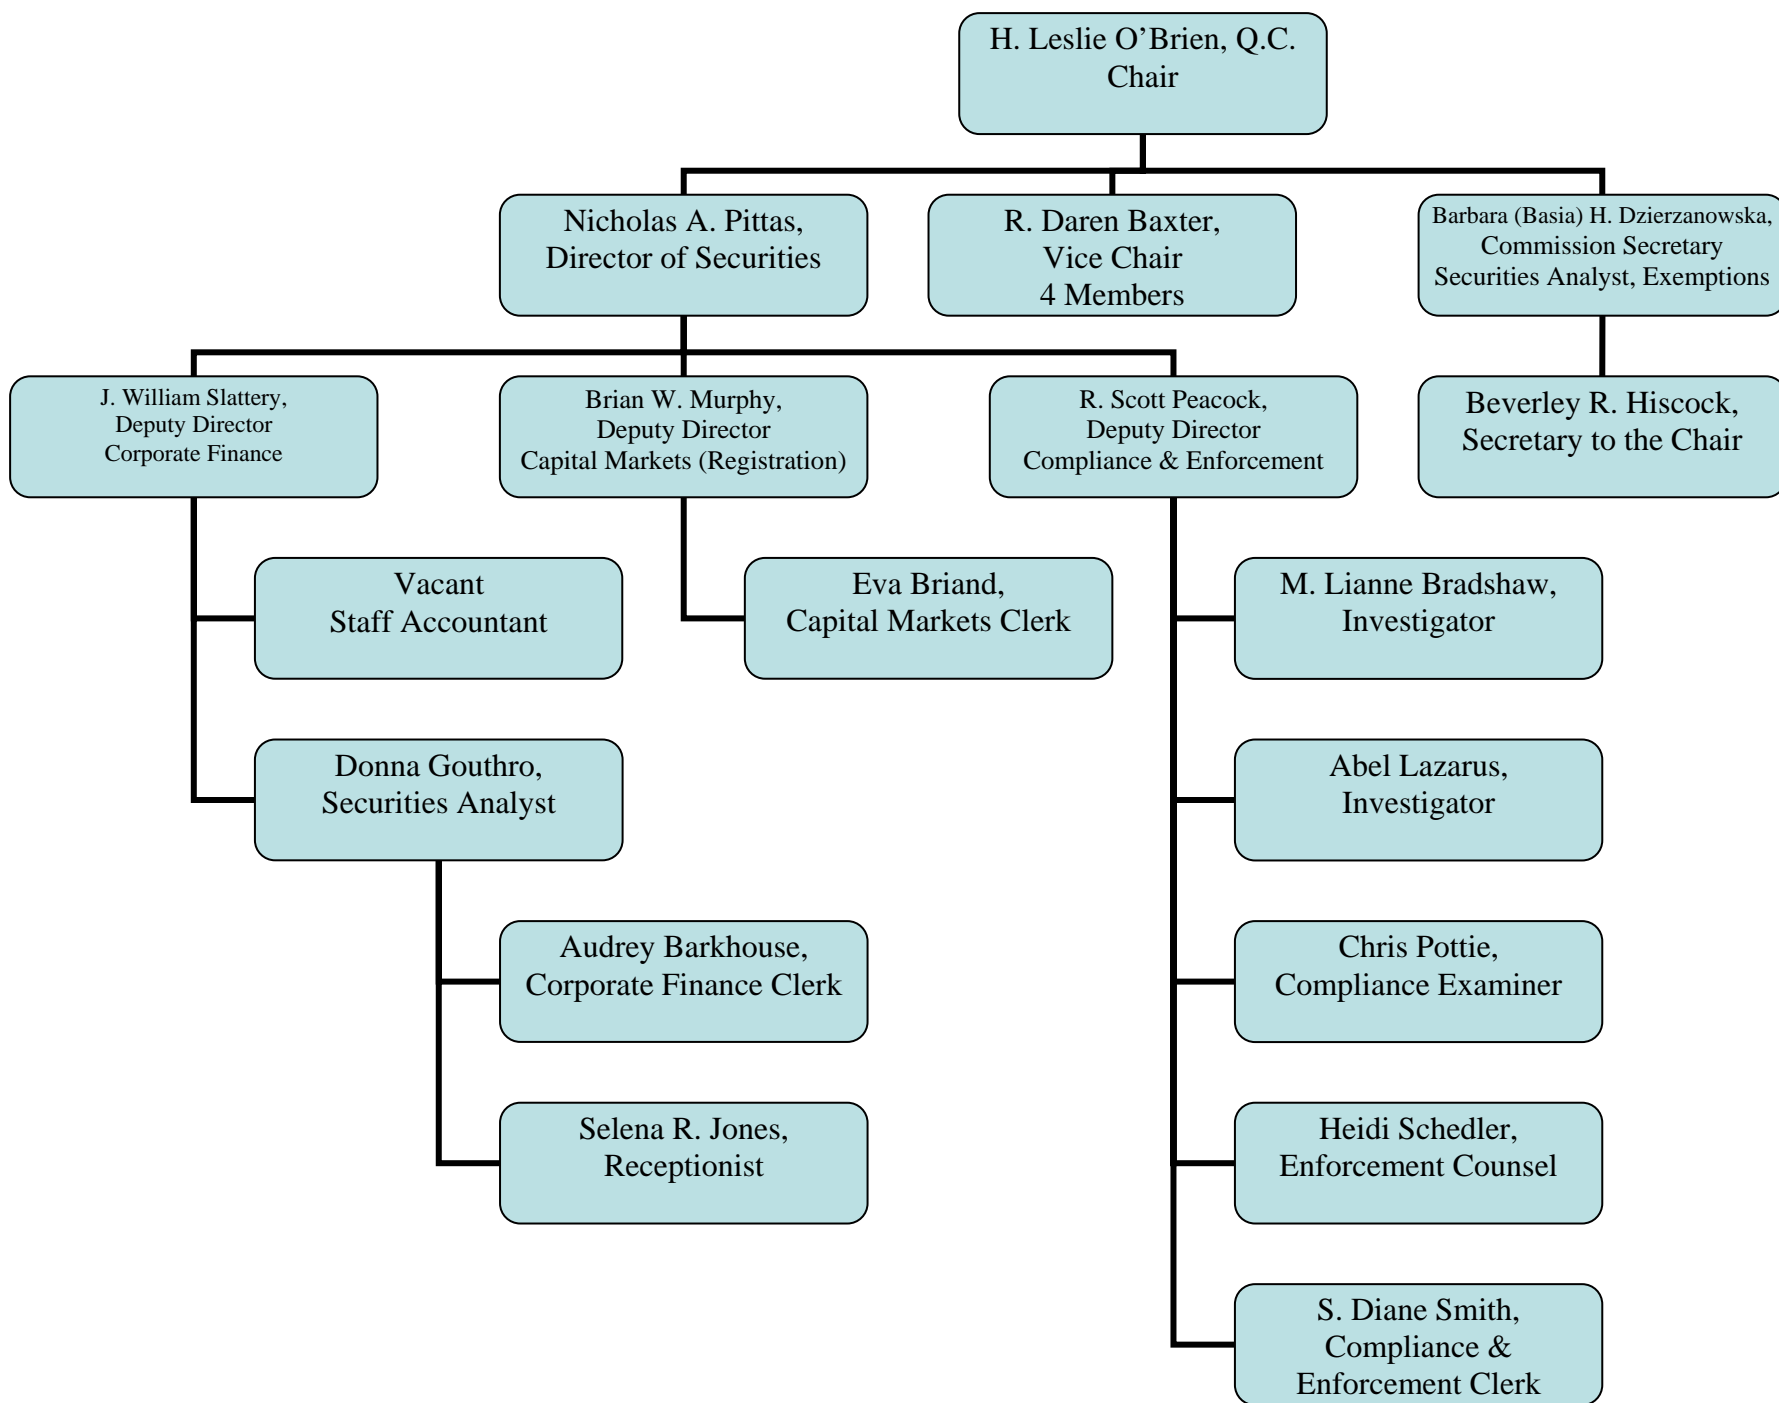 H. Leslie O’Brien, Q.C.
Chair
Nicholas A. Pittas,
Director of Securities
R. Daren Baxter,
Vice Chair
4 Members
Barbara (Basia) H. Dzierzanowska,
Commission Secretary
Securities Analyst, Exemptions
J. William Slattery,
Deputy Director
Corporate Finance
Brian W. Murphy,
Deputy Director
Capital Markets (Registration)
R. Scott Peacock,
Deputy Director
Compliance & Enforcement
Beverley R. Hiscock,
Secretary to the Chair
Vacant
Staff Accountant
Eva Briand,
Capital Markets Clerk
M. Lianne Bradshaw,
Investigator
Donna Gouthro,
Securities Analyst
Abel Lazarus,
Investigator
Audrey Barkhouse,
Corporate Finance Clerk
Chris Pottie,
Compliance Examiner
Selena R. Jones,
Receptionist
Heidi Schedler,
Enforcement Counsel
S. Diane Smith,
Compliance &
Enforcement Clerk